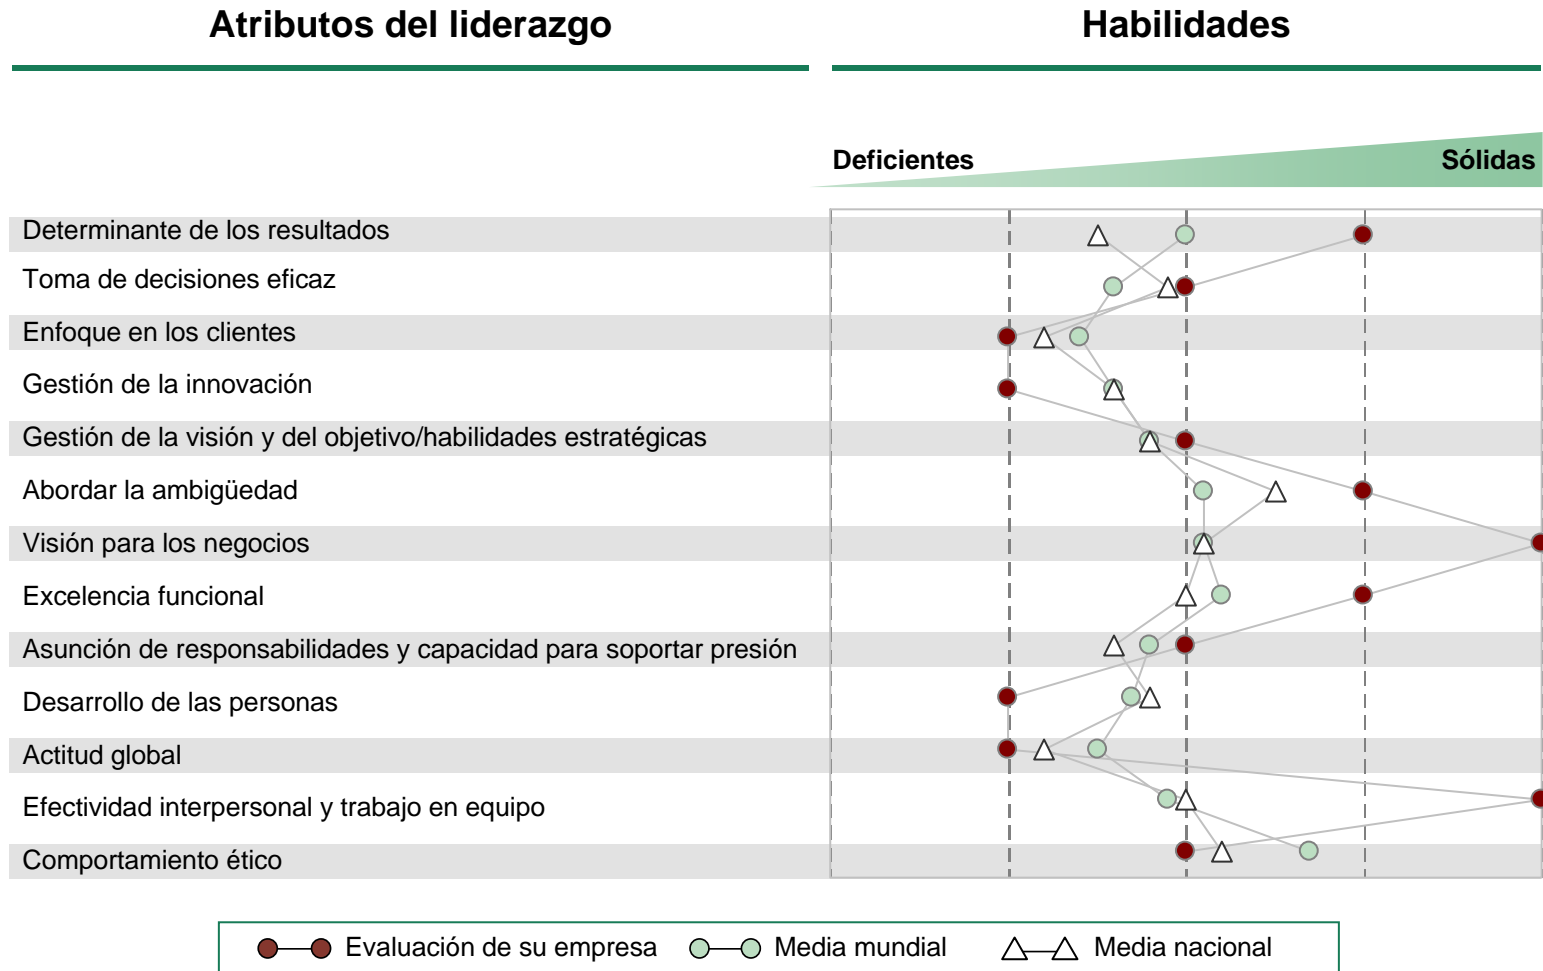 Atributos del liderazgo
Habilidades
Deficientes
Sólidas
Determinante de los resultados
Toma de decisiones eficaz
Enfoque en los clientes
Gestión de la innovación
Gestión de la visión y del objetivo/habilidades estratégicas
Abordar la ambigüedad
Visión para los negocios
Excelencia funcional
Asunción de responsabilidades y capacidad para soportar presión
Desarrollo de las personas
Actitud global
Efectividad interpersonal y trabajo en equipo
Comportamiento ético
Evaluación de su empresa
Media mundial
Media nacional